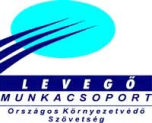 LEVEGŐ
MUNKACSOPORT
Országos Környezetvédő
Szövetség